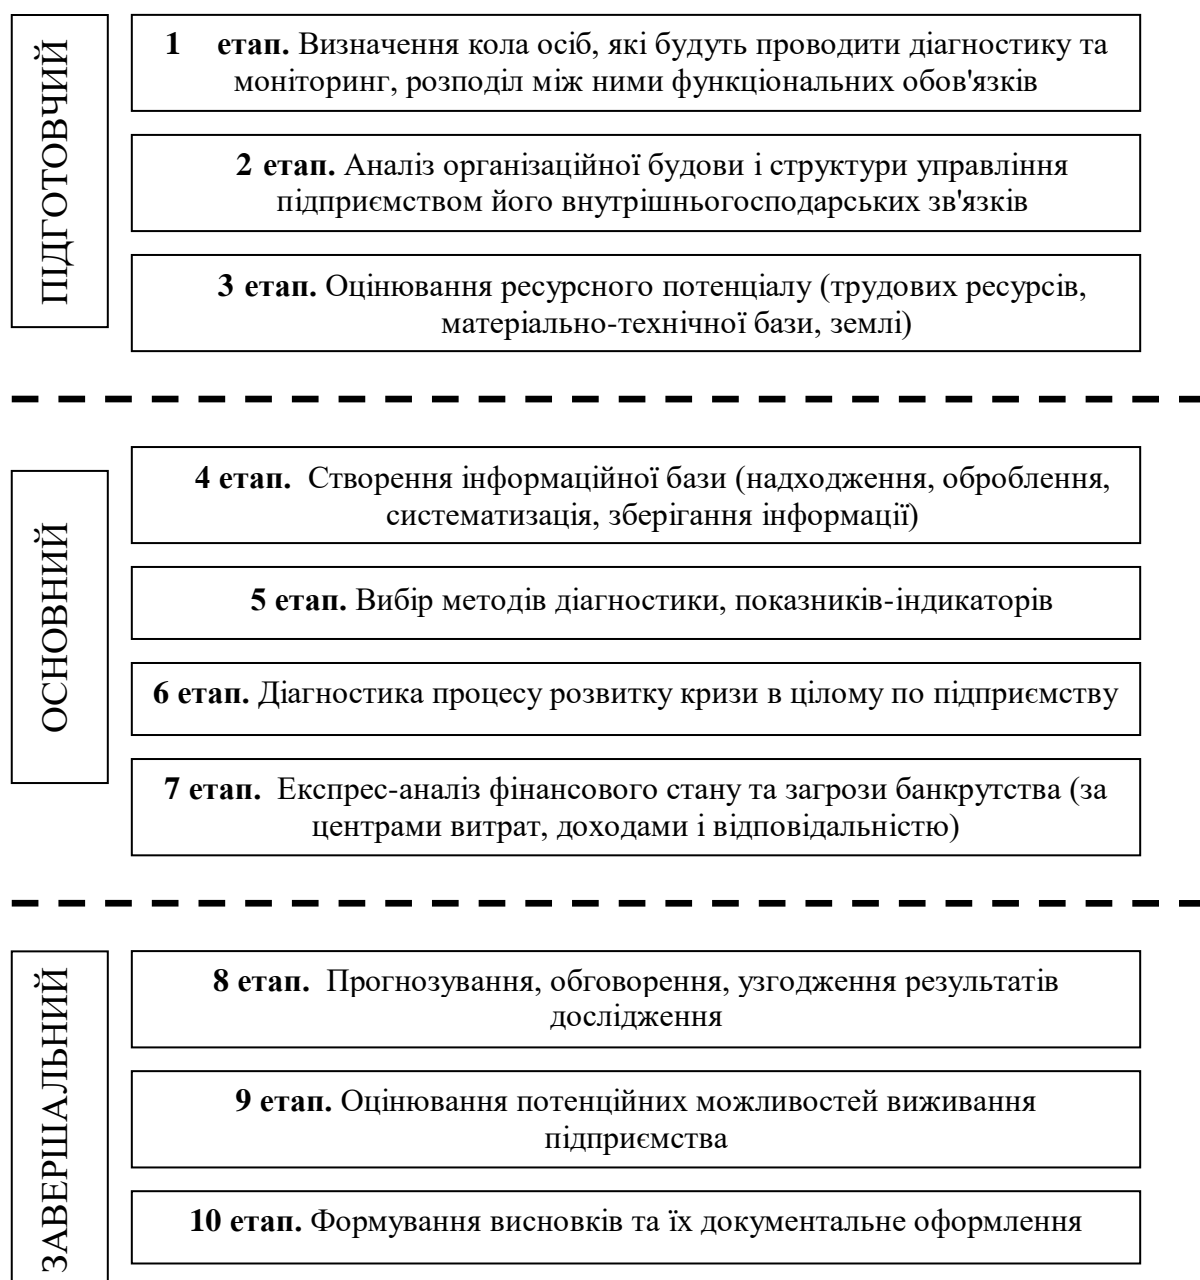 ПІДГОТОВЧИЙ
1 етап. Визначення кола осіб, які будуть проводити діагностику та
моніторинг, розподіл між ними функціональних обов'язків
2 етап. Аналіз організаційної будови і структури управління
підприємством його внутрішньогосподарських зв'язків
3 етап. Оцінювання ресурсного потенціалу (трудових ресурсів,
матеріально-технічної бази, землі)
ОСНОВНИЙ
4 етап. Створення інформаційної бази (надходження, оброблення,
систематизація, зберігання інформації)
5 етап. Вибір методів діагностики, показників-індикаторів
6 етап. Діагностика процесу розвитку кризи в цілому по підприємству
7 етап. Експрес-аналіз фінансового стану та загрози банкрутства (за
центрами витрат, доходами і відповідальністю)
ЗАВЕРШАЛЬНИЙ
8 етап. Прогнозування, обговорення, узгодження результатів
дослідження
9 етап. Оцінювання потенційних можливостей виживання
підприємства
10 етап. Формування висновків та їх документальне оформлення